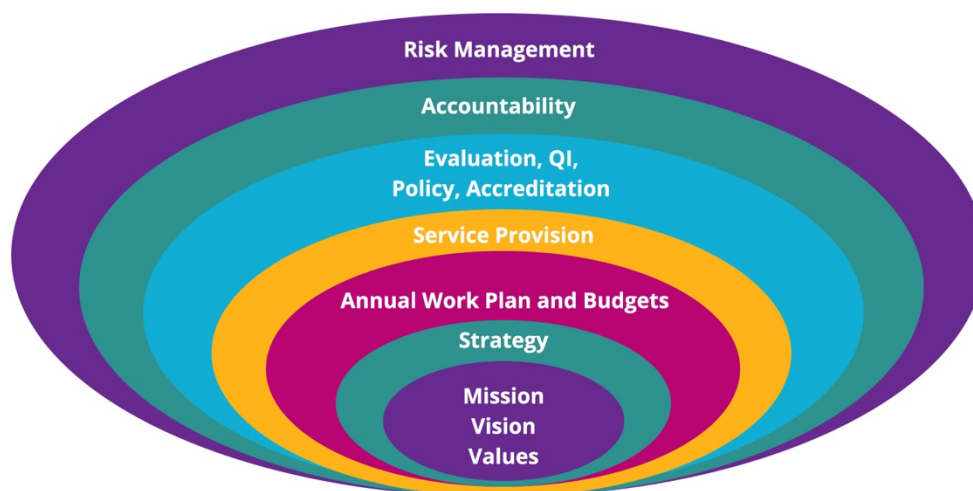 Risk Management
Accountability
Evaluation, QI,
Policy, Accreditation
Service Provision
Annual Work Plan and Budgets
Strategy
Mission
Vision
Values